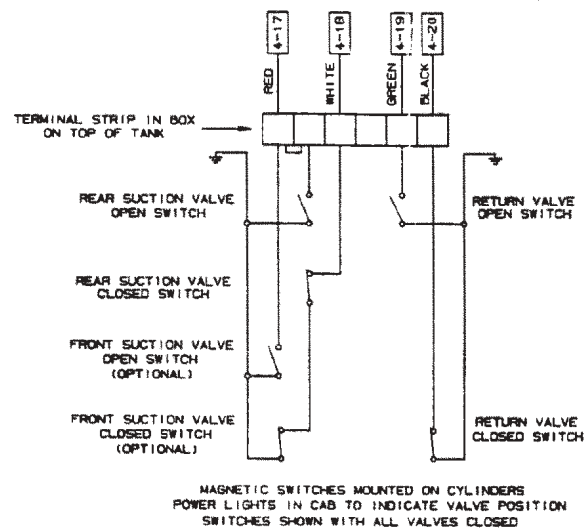 4-17
4-18
4-19
4-20
RED
WHITE
GREEN
BLACK
TERMINAL STRIP IN BOX
ON TOP OF TANK
REAR SUCTION VALVE
OPEN SWITCH
RETURN VALVE
OPEN SWITCH
REAR SUCTION VALVE
CLOSED SWITCH
FRONT SUCTION VALVE
OPEN SWITCH
(OPTIONAL)
FRONT SUCTION VALVE
CLOSED SWITCH
(OPTIONAL)
RETURN VALVE
CLOSED SWITCH
MAGNETIC SWITCHES MOUNTED ON CYLINDERS
POWER LIGHTS IN CAB TO INDICATE VALVE POSITION
SWITCHES SHOWN WITH ALL VALVES CLOSED